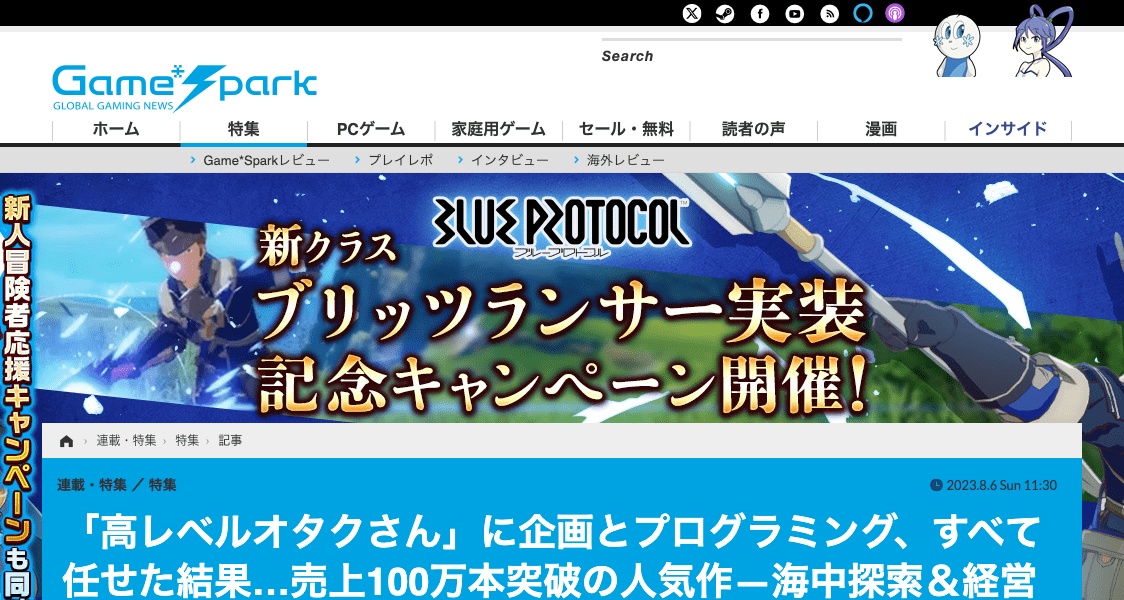 Search
Game*Spark
GLOBAL GAMING NEWS
ホーム
特集
PCゲーム
家庭用ゲーム
セール・無料
読者の声
漫画
インサイド
Game*Sparkレビュー
プレイレポ
インタビュー
海外レビュー
新人冒険者応援キャンペーンも同
BLUE PROTOCOL™
ブループロトコル
新クラス
ブリッツランサー実装
記念キャンペーン開催!
連載・特集 › 特集 › 記事
連載・特集 ／ 特集
2023.8.6 Sun 11:30
「高レベルオタクさん」に企画とプログラミング、すべて
任せた結果…売上100万本突破の人気作―海中探索＆経営